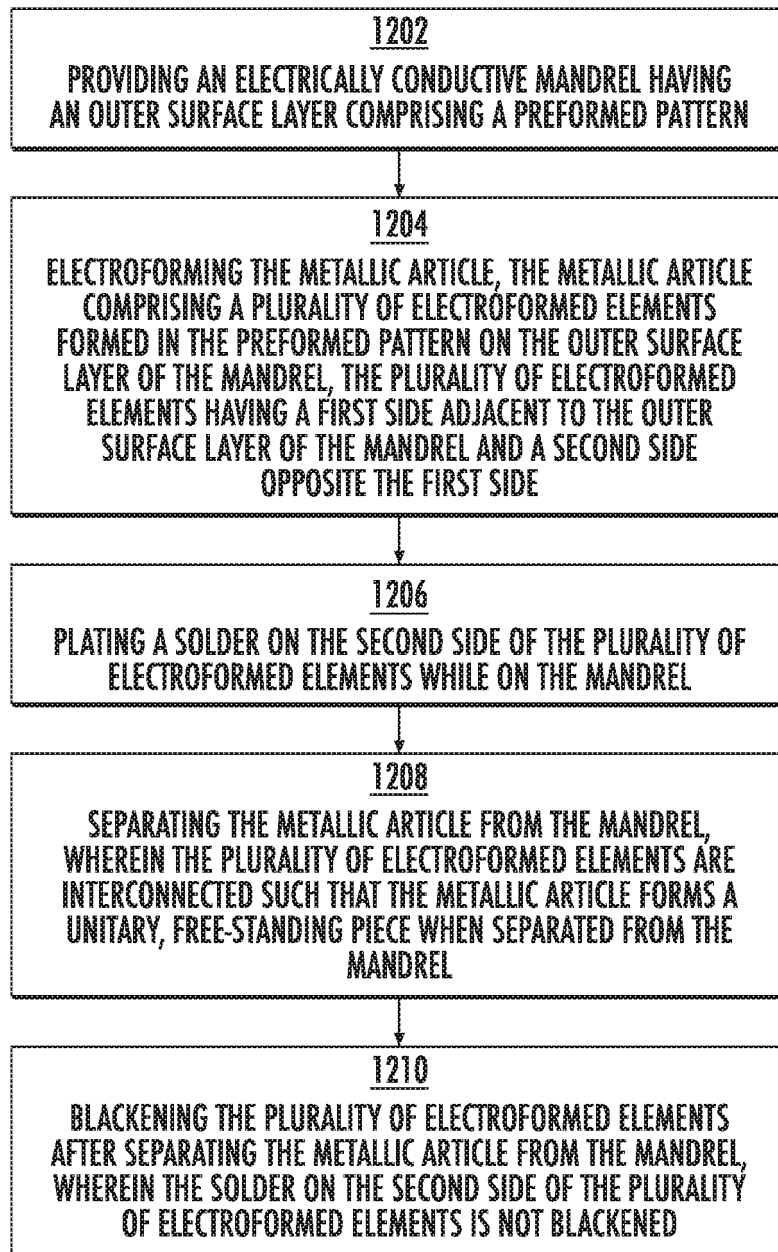 1202
PROVIDING AN ELECTRICALLY CONDUCTIVE MANDREL HAVING
AN OUTER SURFACE LAYER COMPRISING A PREFORMED PATTERN
1204
ELECTROFORMING THE METALLIC ARTICLE, THE METALLIC ARTICLE
COMPRISING A PLURALITY OF ELECTROFORMED ELEMENTS
FORMED IN THE PREFORMED PATTERN ON THE OUTER SURFACE
LAYER OF THE MANDREL, THE PLURALITY OF ELECTROFORMED
ELEMENTS HAVING A FIRST SIDE ADJACENT TO THE OUTER
SURFACE LAYER OF THE MANDREL AND A SECOND SIDE
OPPOSITE THE FIRST SIDE
1206
PLATING A SOLDER ON THE SECOND SIDE OF THE PLURALITY OF
ELECTROFORMED ELEMENTS WHILE ON THE MANDREL
1208
SEPARATING THE METALLIC ARTICLE FROM THE MANDREL,
WHEREIN THE PLURALITY OF ELECTROFORMED ELEMENTS ARE
INTERCONNECTED SUCH THAT THE METALLIC ARTICLE FORMS A
UNITARY, FREE-STANDING PIECE WHEN SEPARATED FROM THE
MANDREL
1210
BLACKENING THE PLURALITY OF ELECTROFORMED ELEMENTS
AFTER SEPARATING THE METALLIC ARTICLE FROM THE MANDREL,
WHEREIN THE SOLDER ON THE SECOND SIDE OF THE PLURALITY
OF ELECTROFORMED ELEMENTS IS NOT BLACKENED